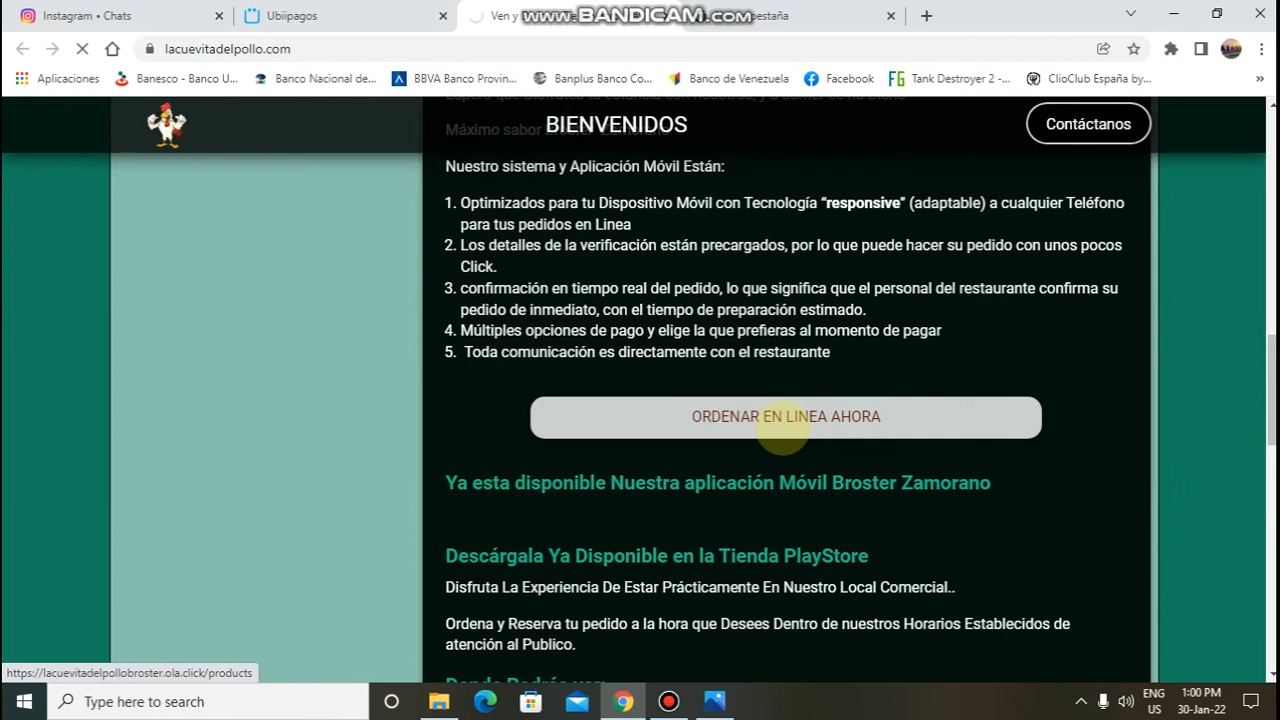 Instagram • Chats
Ubiipagos
Ven y
pestaña
www.BANDICAM.com
lacuevitadelpollo.com
Aplicaciones
Banesco - Banco U...
Banco Nacional de...
BBVA Banco Provin...
Banplus Banco Co...
Banco de Venezuela
Facebook
Tank Destroyer 2 -...
ClioClub España by...
»
BIENVENIDOS
Contáctanos
Máximo sabor Broster Zamorano
Nuestro sistema y Aplicación Móvil Están:
1. Optimizados para tu Dispositivo Móvil con Tecnología “responsive” (adaptable) a cualquier Teléfono
para tus pedidos en Linea
2. Los detalles de la verificación están precargados, por lo que puede hacer su pedido con unos pocos
Click.
3. confirmación en tiempo real del pedido, lo que significa que el personal del restaurante confirma su
pedido de inmediato, con el tiempo de preparación estimado.
4. Múltiples opciones de pago y elige la que prefieras al momento de pagar
5. Toda comunicación es directamente con el restaurante
ORDENAR EN LINEA AHORA
Ya esta disponible Nuestra aplicación Móvil Broster Zamorano
Descárgala Ya Disponible en la Tienda PlayStore
Disfruta La Experiencia De Estar Prácticamente En Nuestro Local Comercial..
Ordena y Reserva tu pedido a la hora que Desees Dentro de nuestros Horarios Establecidos de
atención al Publico.
Donde Podrás ver:
https://lacuevitadelpollobroster.ola.click/products
Type here to search
ENG
US
1:00 PM
30-Jan-22